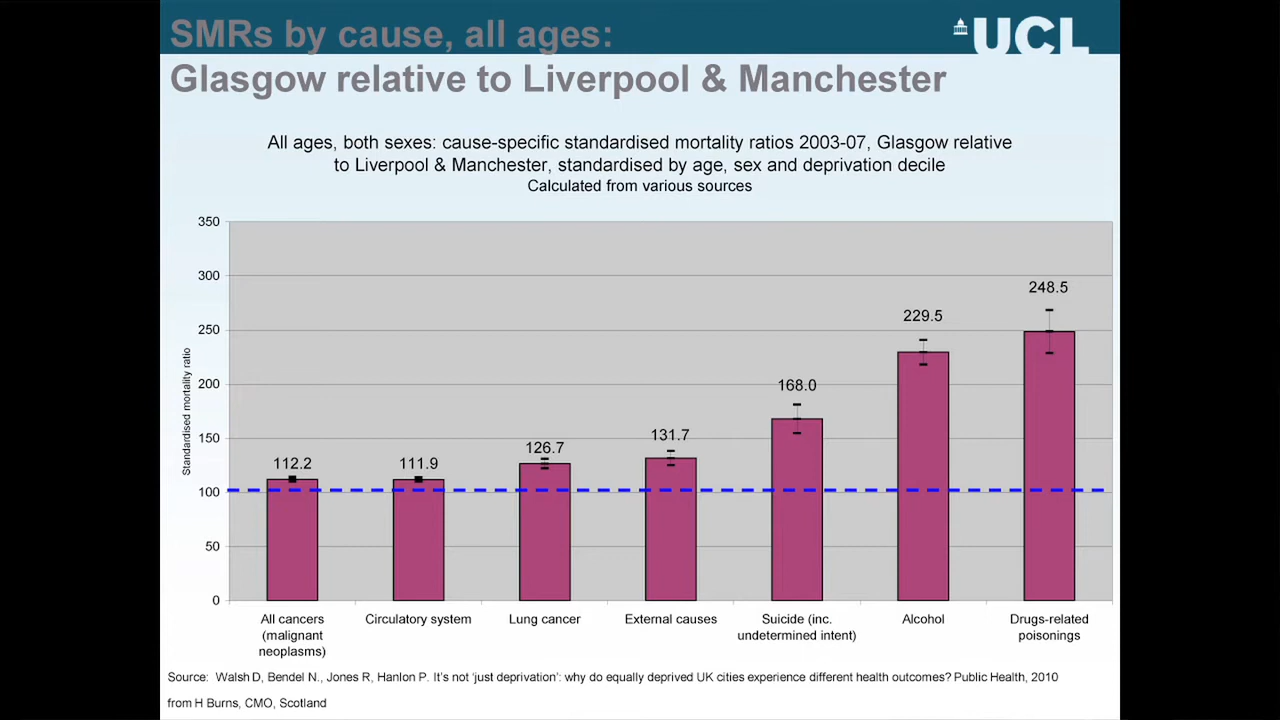 SMRs by cause, all ages:
UCL
Glasgow relative to Liverpool & Manchester
All ages, both sexes: cause-specific standardised mortality ratios 2003-07, Glasgow relative
to Liverpool & Manchester, standardised by age, sex and deprivation decile
Calculated from various sources
Standardised mortality ratio
350
300
250
200
150
100
50
0
112.2
111.9
126.7
131.7
168.0
229.5
248.5
All cancers
(malignant
neoplasms)
Circulatory system
Lung cancer
External causes
Suicide (inc.
undetermined intent)
Alcohol
Drugs-related
poisonings
Source: Walsh D, Bendel N., Jones R, Hanlon P. It's not 'just deprivation': why do equally deprived UK cities experience different health outcomes? Public Health, 2010
from H Burns, CMO, Scotland